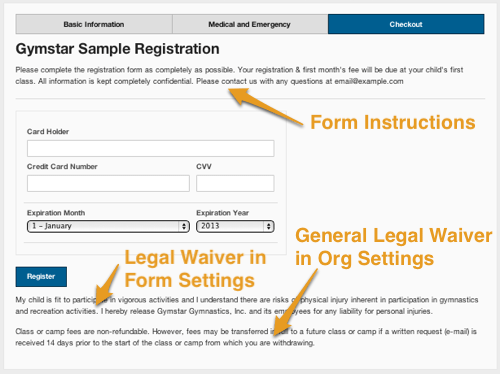 Basic Information Medical and Emergency Checkout
Gymstar Sample Registration
Please complete the registration form as completely as possible. Your registration & first month's fee will be due at your child's first
class. All information is kept completely confidential. Please contact us with any questions at email@example.com
Form Instructions
Card Holder
Credit Card Number CVV
Expiration Month Expiration Year
1 - January 2013
General Legal Waiver
in Org Settings
Legal Waiver in
Form Settings
Register
My child is fit to participate in vigorous activities and I understand there are risks of physical injury inherent in participation in gymnastics
and recreation activities. I hereby release Gymstar Gymnastics, Inc. and its employees for any liability for personal injuries.
Class or camp fees are non-refundable. However, fees may be transferred in full to a future class or camp if a written request (e-mail) is
received 14 days prior to the start of the class or camp from which you are withdrawing.